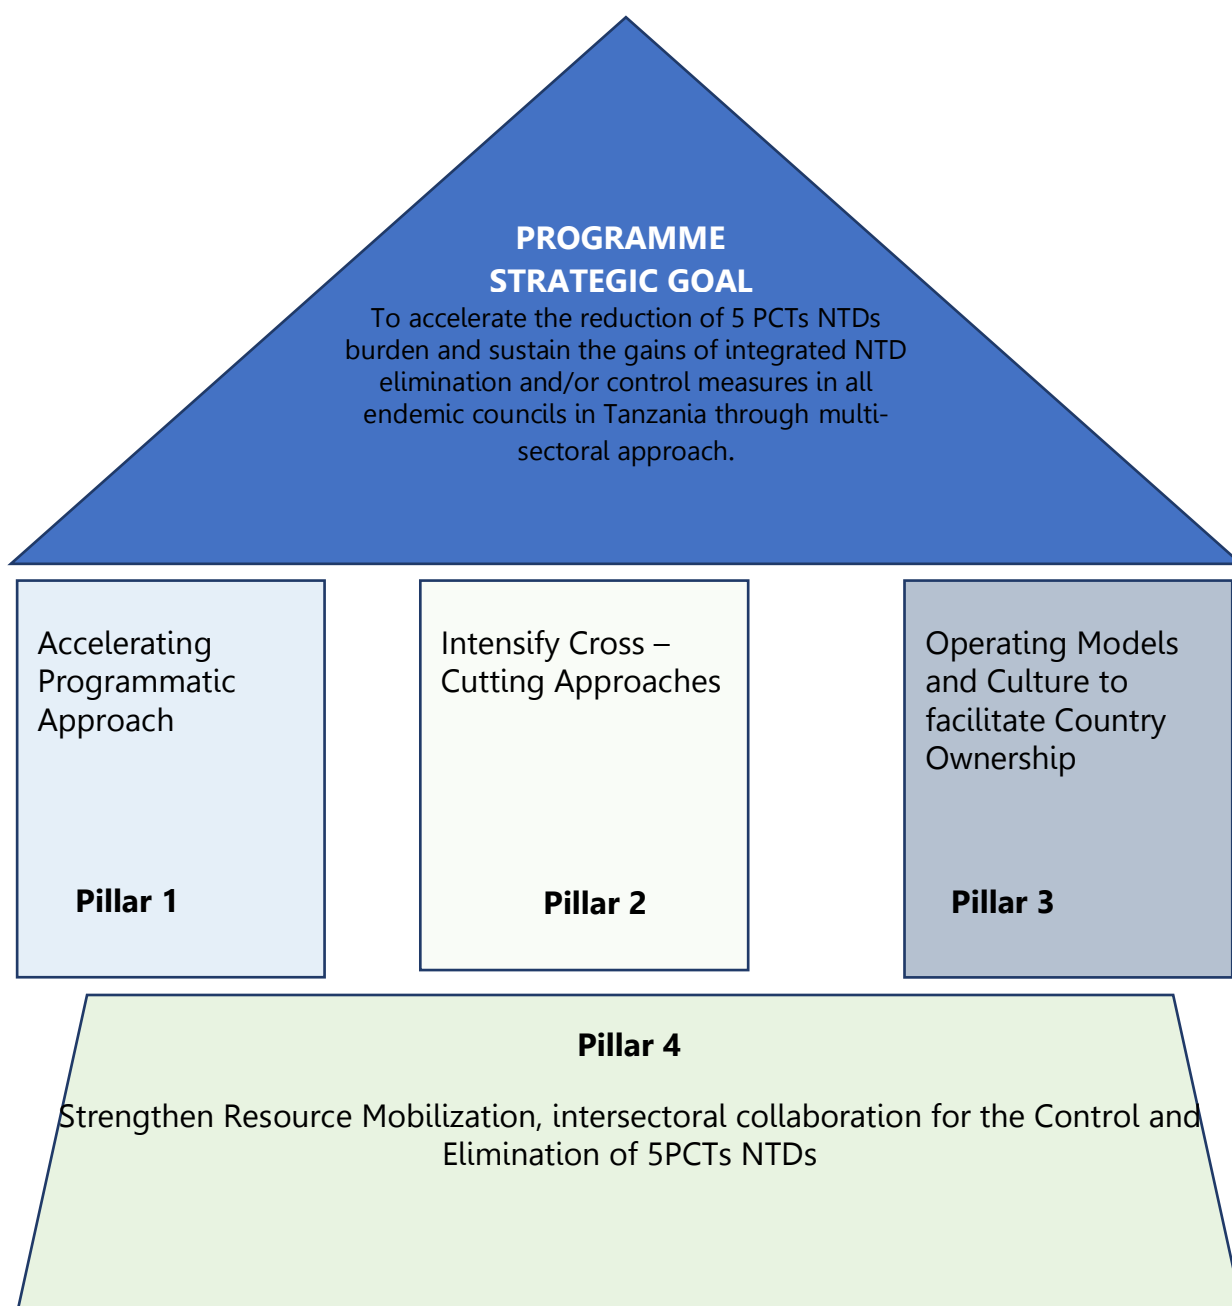 PROGRAMME
STRATEGIC GOAL
To accelerate the reduction of 5 PCTs NTDs
burden and sustain the gains of integrated NTD
elimination and/or control measures in all
endemic councils in Tanzania through multi-
sectoral approach.
Accelerating
Programmatic
Approach
Pillar 1
Intensify Cross –
Cutting Approaches
Pillar 2
Operating Models
and Culture to
facilitate Country
Ownership
Pillar 3
Pillar 4
Strengthen Resource Mobilization, intersectoral collaboration for the Control and
Elimination of 5PCTs NTDs